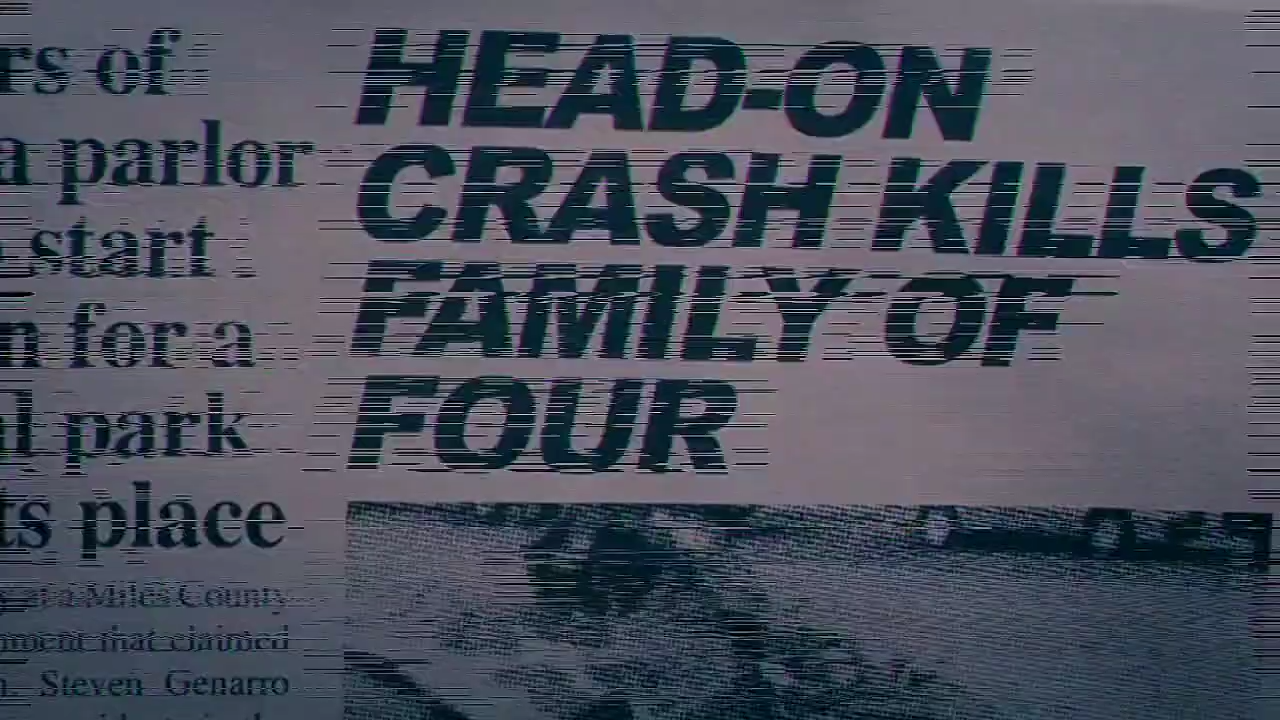 rs of
a parlor
start
n for a
l park
ts place
at a Miles County
ment that claimed
n. Steven Genarro
HEAD-ON
CRASH KILLS
FAMILY OF
FOUR